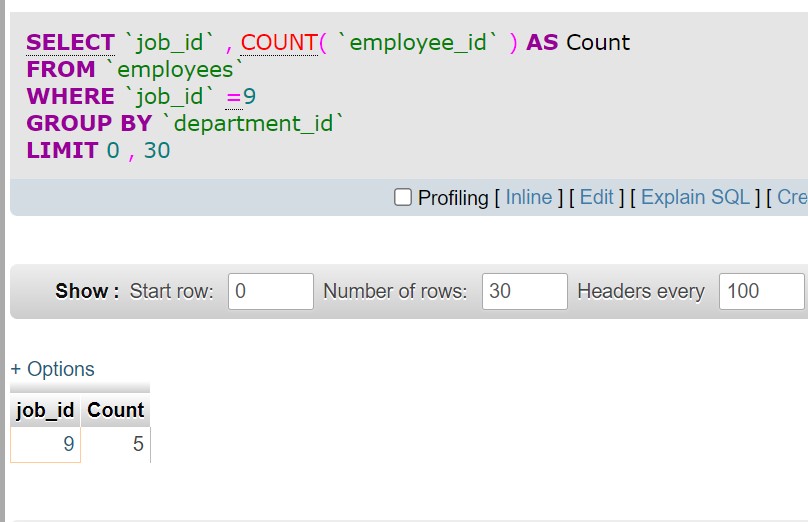 SELECT `job_id` , COUNT( `employee_id` ) AS Count
FROM `employees`
WHERE `job_id` =9
GROUP BY `department_id`
LIMIT 0 , 30
Profiling [ Inline ] [ Edit ] [ Explain SQL ] [ Cre
Show : Start row: 0 Number of rows: 30 Headers every 100
+ Options
job_id Count
9 5